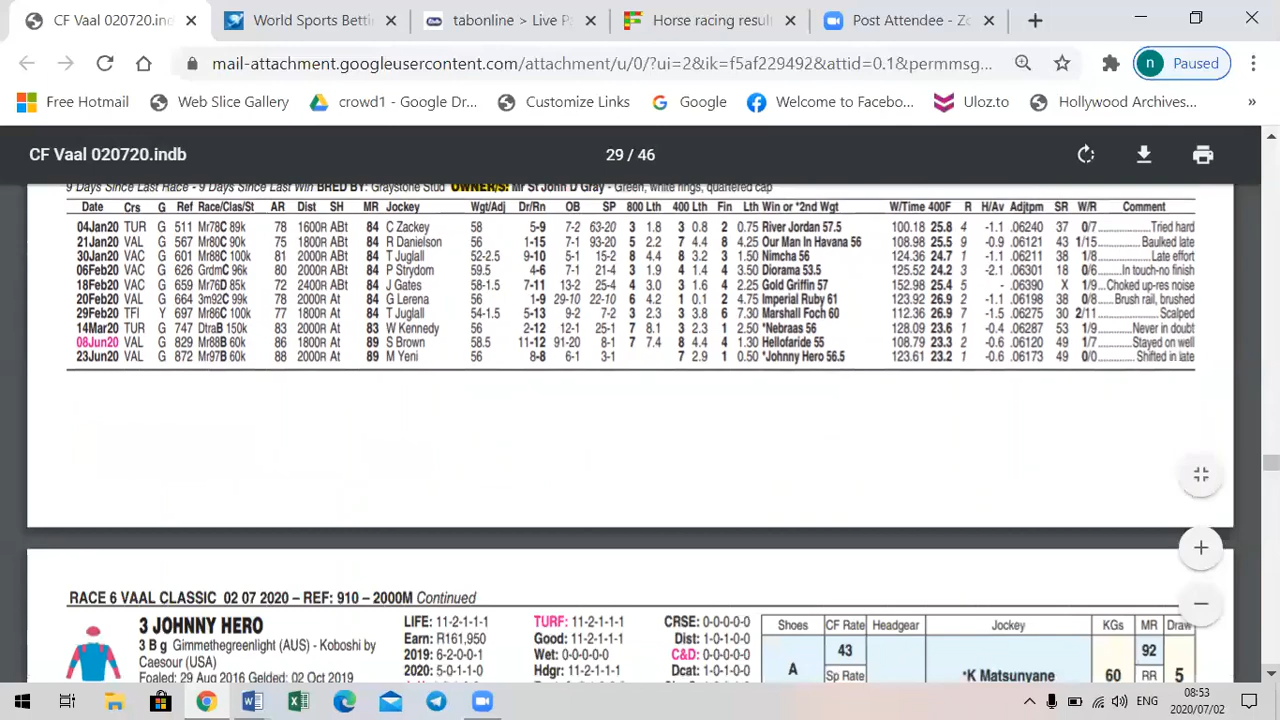 CF Vaal 020720.ind
World Sports Bett
tabonline > Live P
Horse racing result
Post Attendee - Zo
mail-attachment.googleusercontent.com/attachment/u/0/?ui=2&ik=f5af229492&attid=0.1&permmsg...
n Paused
Free Hotmail
Web Slice Gallery
crowd1 - Google Dr...
Customize Links
Google
Welcome to Facebo...
Uloz.to
Hollywood Archives...
»
CF Vaal 020720.indb
29 / 46
9 Days Since Last Race - 9 Days Since Last Win BRED BY: Graystone Stud OWNER/S: Mr St John D Gray - Green, white rings, quartered cap
Date Crs G Ref Race/Clas/St AR Dist SH MR Jockey Wgt/Adj Dr/Rn OB SP 800 Lth 400 Lth Fin Lth Win or *2nd Wgt W/Time 400F R H/Av Adjtpm SR W/R Comment
04Jan20 TUR G 511 Mr78C 89k 78 1600R ABt 84 C Zackey 58 5-9 7-2 63-20 3 1.8 3 0.8 2 0.75 River Jordan 57.5 100.18 25.8 4 -1.1 .06240 37 0/7 ..........Tried hard
21Jan20 VAL G 567 Mr80C 90k 75 1800R ABt 84 R Danielson 56 1-15 7-1 93-20 5 2.2 7 4.4 8 4.25 Our Man In Havana 56 108.98 25.5 9 -0.9 .06121 43 1/15 ..........Baulked late
30Jan20 VAC G 601 Mr88C 100k 81 2000R ABt 84 T Juglall 52-2.5 9-10 5-1 15-2 8 4.4 8 3.2 3 1.50 Nimcha 56 124.36 24.7 1 -1.1 .06211 38 1/8 ..........Late effort
06Feb20 VAC G 626 GrdmC 96k 80 2000R ABt 84 P Strydom 59.5 4-6 7-1 21-4 3 1.9 4 1.4 4 3.50 Diorama 53.5 125.52 24.2 3 -2.1 .06301 18 0/6 ......In touch-no finish
18Feb20 VAC G 659 Mr76D 85k 72 2400R ABt 84 J Gates 58-1.5 7-11 13-2 25-4 4 3.0 3 1.6 4 2.25 Gold Griffin 57 152.98 25.4 5 - .06390 X 1/9 ...Choked up-res noise
20Feb20 VAL G 664 3m92C 99k 98 2000R At 84 G Lerena 56 1-9 29-10 22-10 6 4.2 1 0.1 2 4.75 Imperial Ruby 61 123.92 26.9 2 -1.1 .06198 38 0/8 ....Brush rail, brushed
29Feb20 TFI Y 697 Mr86C 100k 77 1800R At 84 T Juglall 54-1.5 5-13 9-2 7-2 3 2.3 3 3.8 6 7.30 Marshall Foch 60 112.36 26.9 7 -1.5 .06275 30 2/11 ..........Scalped
14Mar20 TUR G 747 DtraB 150k 83 2000R At 83 W Kennedy 56 2-12 12-1 25-1 7 8.1 3 2.3 1 2.50 *Nebraas 56 128.09 23.6 1 -0.4 .06287 53 1/9 ..........Never in doubt
08Jun20 VAL G 829 Mr88B 60k 86 1800R At 89 S Brown 58.5 11-12 91-20 8-1 7 7.4 8 4.4 4 1.30 Hellofaride 55 108.79 23.3 2 -0.6 .06126 49 1/7 ..........Stayed on well
23Jun20 VAL G 872 Mr97B 60k 88 2000R At 89 M Yeni 56 8-8 6-1 3-1 7 2.9 1 0.50 *Johnny Hero 56.5 123.61 23.2 1 -0.6 .06173 49 0/0 ..........Shifted in late
RACE 6 VAAL CLASSIC 02 07 2020 – REF: 910 – 2000M Continued
3 JOHNNY HERO
3 B g Gimmethegreenlight (AUS) - Koboshi by
Caesour (USA)
Foaled: 29 Aug 2016 Gelded: 02 Oct 2019
LIFE: 11-2-1-1-1 TURF: 11-2-1-1-1 CRSE: 0-0-0-0-0
Earn: R161,950 Good: 11-2-1-1-1 Dist: 1-0-1-0-0
2019: 6-2-0-0-1 Wet: 0-0-0-0-0 C&D: 0-0-0-0-0
2020: 5-0-1-1-0 Hdgr: 11-2-1-1-1 Dcat: 1-0-1-0-0
Shoes CF Rate Headgear Jockey KGs MR Draw
A 43 92
Sp Rate *K Matsunyane 60 RR 5
ENG
08:53
2020/07/02